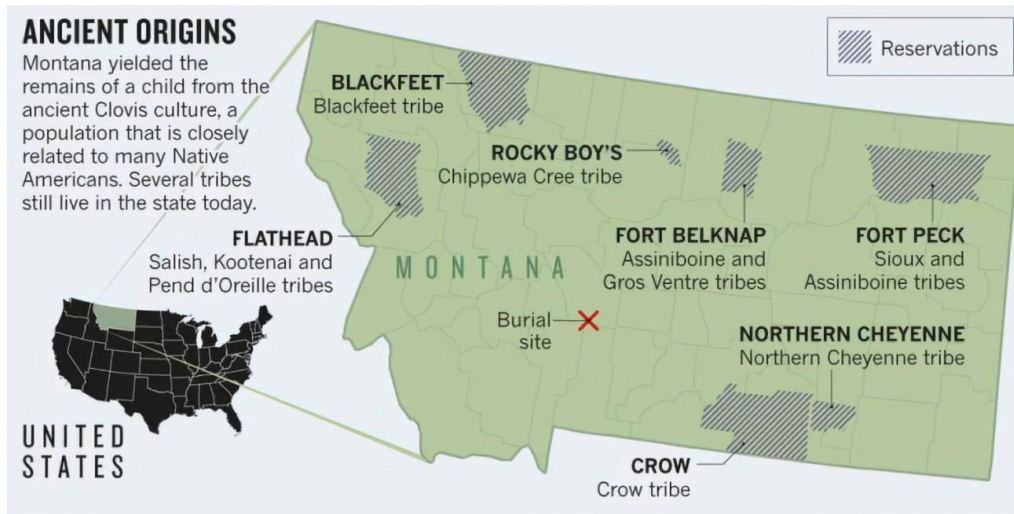 ANCIENT ORIGINS
Montana yielded the
remains of a child from the
ancient Clovis culture, a
population that is closely
related to many Native
Americans. Several tribes
still live in the state today.
Reservations
BLACKFEET
Blackfeet tribe
ROCKY BOY'S
Chippewa Cree tribe
FLATHEAD
Salish, Kootenai and
Pend d'Oreille tribes
MONTANA
FORT BELKNAP
Assiniboine and
Gros Ventre tribes
FORT PECK
Sioux and
Assiniboine tribes
Burial
site
NORTHERN CHEYENNE
Northern Cheyenne tribe
CROW
Crow tribe
UNITED
STATES